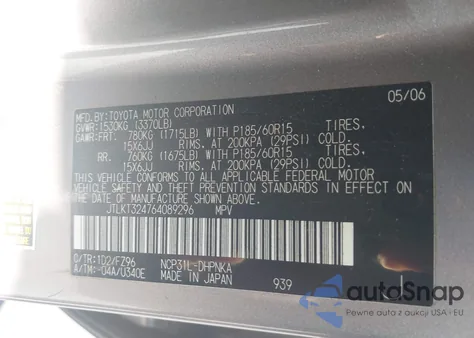 MFD.BY:TOYOTA MOTOR CORPORATION 05/06
GVWR:1530KG (3370LB)
GAWR:FRT. 780KG (1715LB) WITH P185/60R15 TIRES.
15X6JJ RIMS, AT 200KPA (29PSI) COLD.
RR. 760KG (1675LB) WITH P185/60R15 TIRES.
15X6JJ RIMS, AT 200KPA (29PSI) COLD.
THIS VEHICLE CONFORMS TO ALL APPLICABLE FEDERAL MOTOR
VEHICLE SAFETY AND THEFT PREVENTION STANDARDS IN EFFECT
ON THE DATE OF MANUFACTURE SHOWN ABOVE.
JTLKT324764089296 MPV
C/TR:1D2/FZ96 NCP31L-DHPNKA
A/TM:-04A/U340E MADE IN JAPAN 939
autoSnap
Pewne auta z aukcji USA i EU